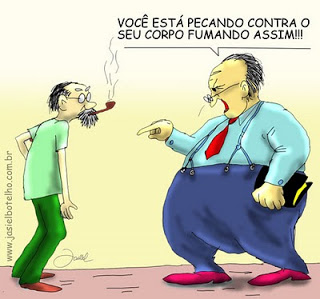 VOCÊ ESTÁ PECANDO CONTRA O
SEU CORPO FUMANDO ASSIM!!!
www.jasielbotelho.com.br
Jasiel